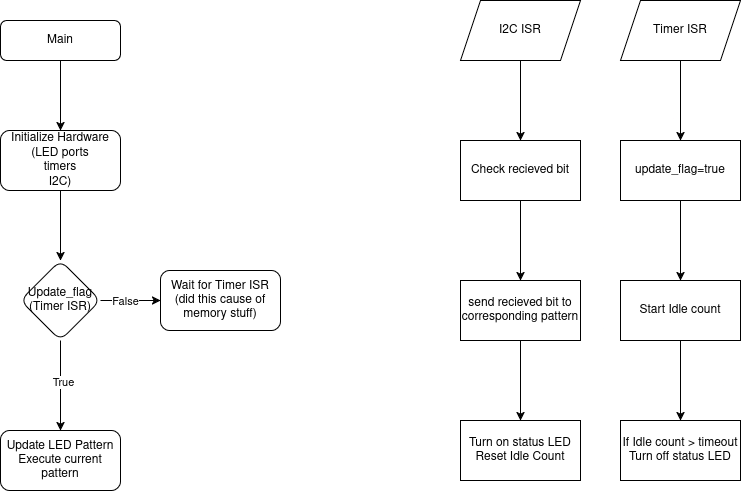 Main
Initialize Hardware
(LED ports
timers
I2C)
Update_flag
(Timer ISR)
False
Wait for Timer ISR
(did this cause of
memory stuff)
True
Update LED Pattern
Execute current
pattern
I2C ISR
Check recieved bit
send recieved bit to
corresponding pattern
Turn on status LED
Reset Idle Count
Timer ISR
update_flag=true
Start Idle count
If Idle count > timeout
Turn off status LED